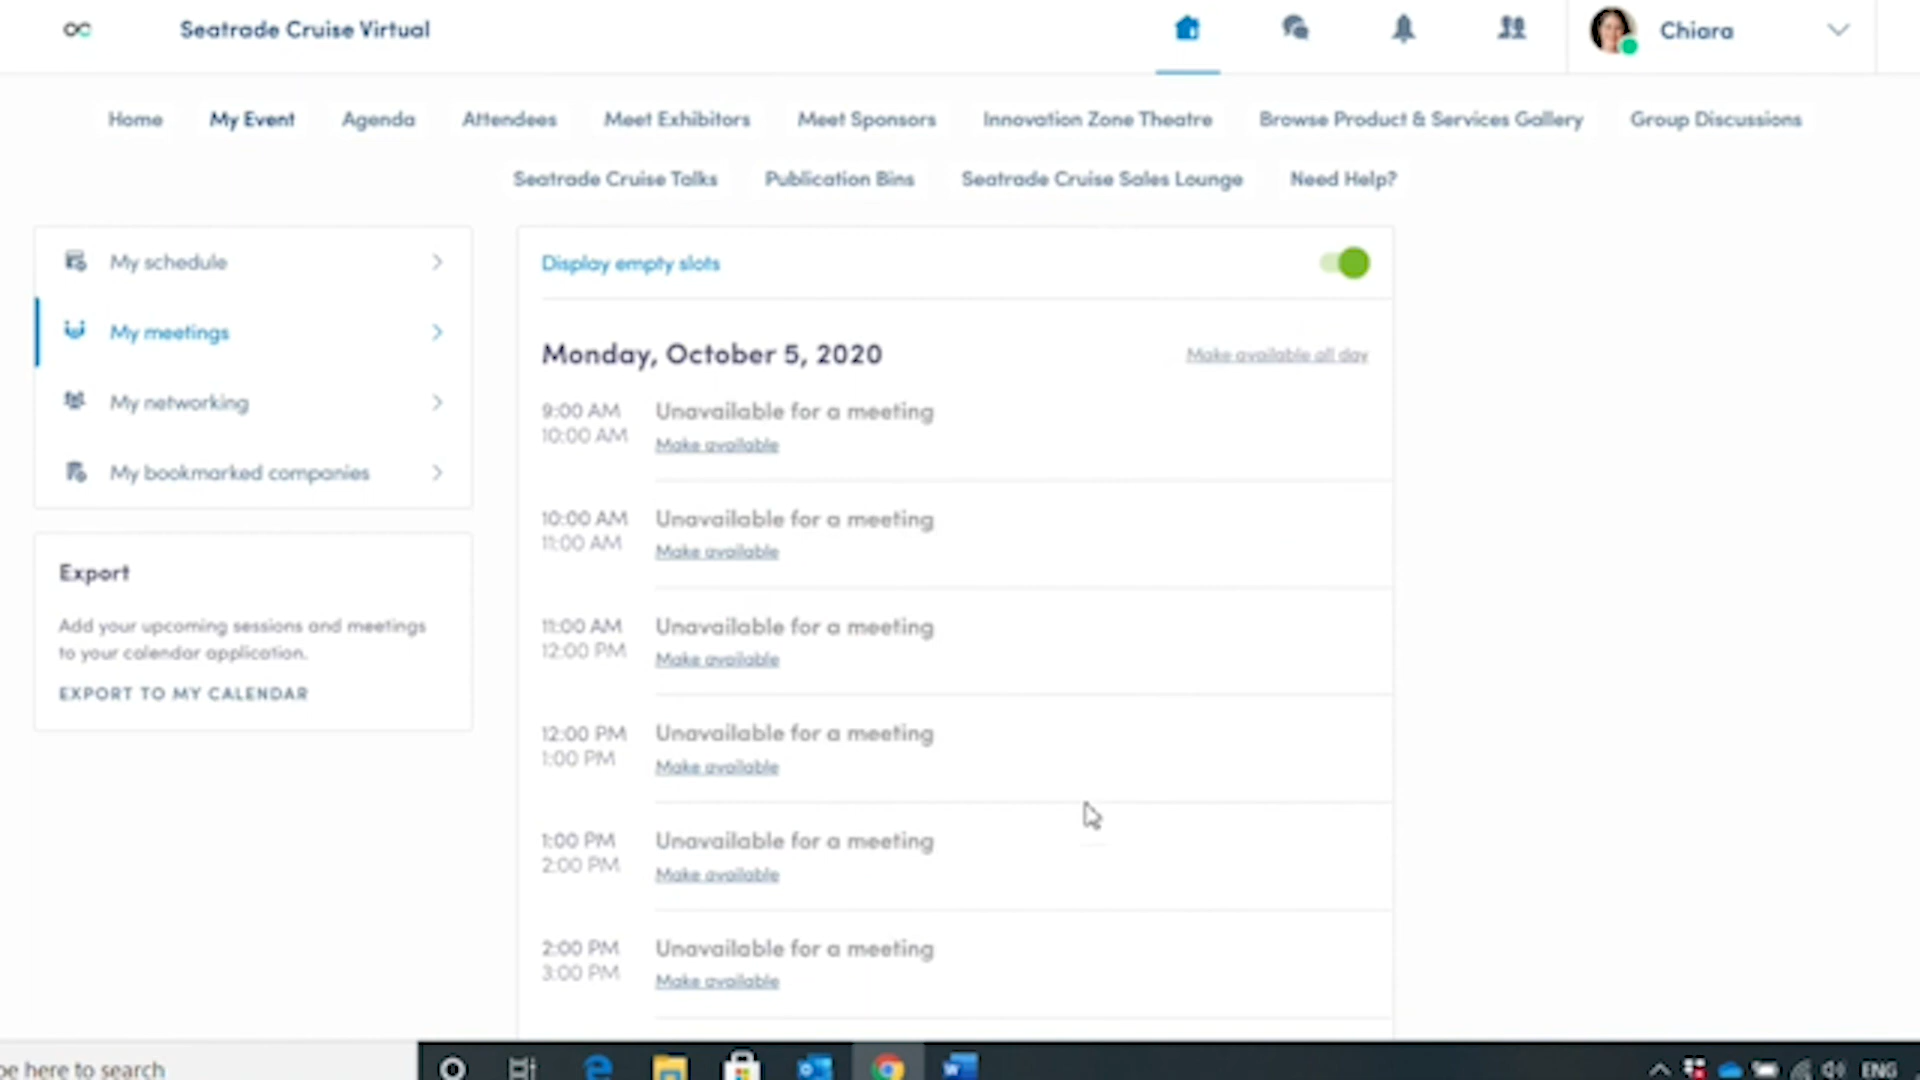 Seatrade Cruise Virtual
Chiara
Home My Event Agenda Attendees Meet Exhibitors Meet Sponsors Innovation Zone Theatre Browse Product & Services Gallery Group Discussions
Seatrade Cruise Talks Publication Bins Seatrade Cruise Sales Lounge Need Help?
My schedule
My meetings
My networking
My bookmarked companies
Export
Add your upcoming sessions and meetings
to your calendar application.
EXPORT TO MY CALENDAR
Display empty slots
Monday, October 5, 2020 Make available all day
9:00 AM Unavailable for a meeting
10:00 AM Make available
10:00 AM Unavailable for a meeting
11:00 AM Make available
11:00 AM Unavailable for a meeting
12:00 PM Make available
12:00 PM Unavailable for a meeting
1:00 PM Make available
1:00 PM Unavailable for a meeting
2:00 PM Make available
2:00 PM Unavailable for a meeting
3:00 PM Make available
pe here to search
ENG